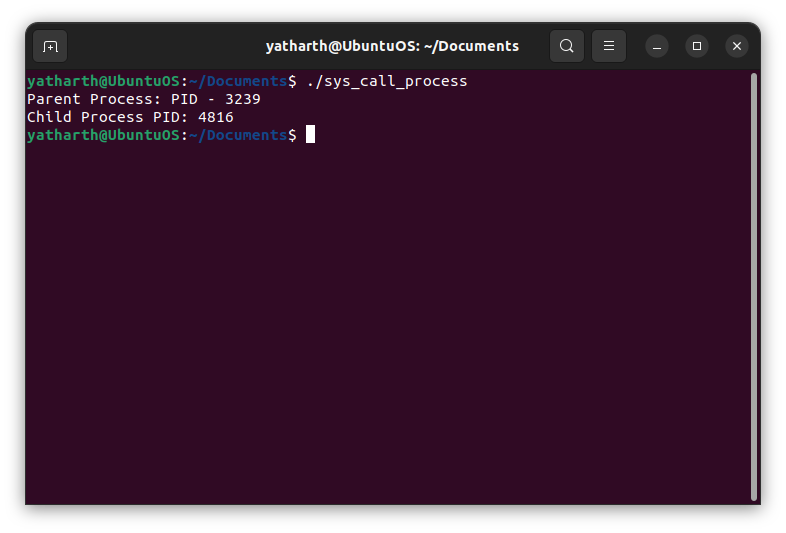 yatharth@UbuntuOS: ~/Documents
yatharth@UbuntuOS:~/Documents$ ./sys_call_process
Parent Process: PID - 3239
Child Process PID: 4816
yatharth@UbuntuOS:~/Documents$